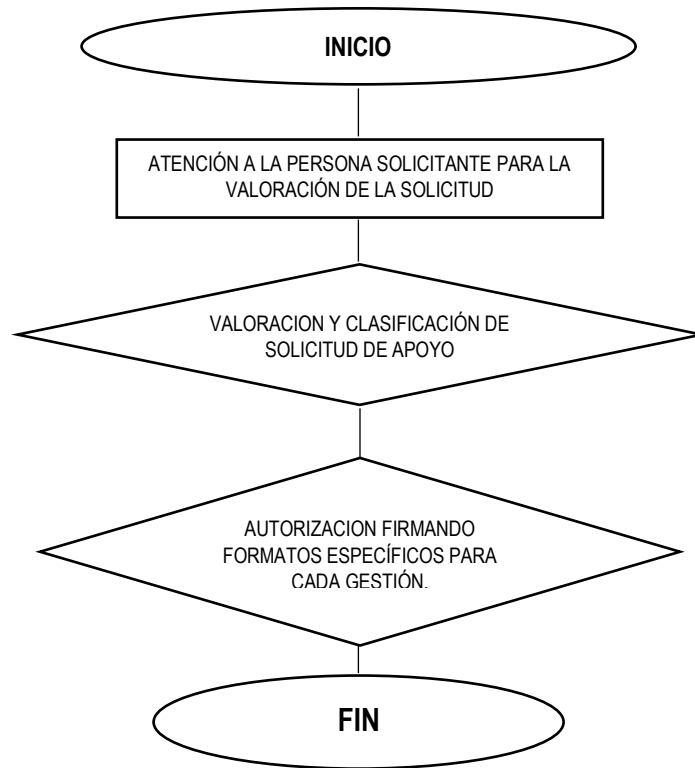 INICIO
ATENCIÓN A LA PERSONA SOLICITANTE PARA LA
VALORACIÓN DE LA SOLICITUD
VALORACION Y CLASIFICACIÓN DE
SOLICITUD DE APOYO
AUTORIZACION FIRMANDO
FORMATOS ESPECÍFICOS PARA
CADA GESTIÓN.
FIN